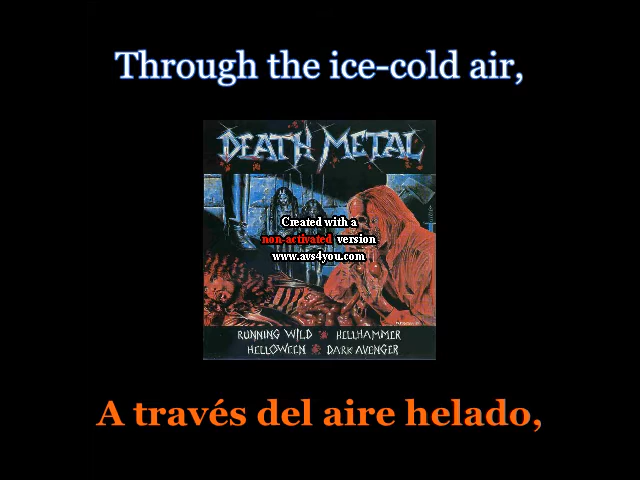 Through the ice-cold air,
DEATH METAL
Created with a
non-activated version
www.avs4you.com
RUNNING WILD HELLHAMMER
HELLOWEEN DARK AVENGER
A través del aire helado,